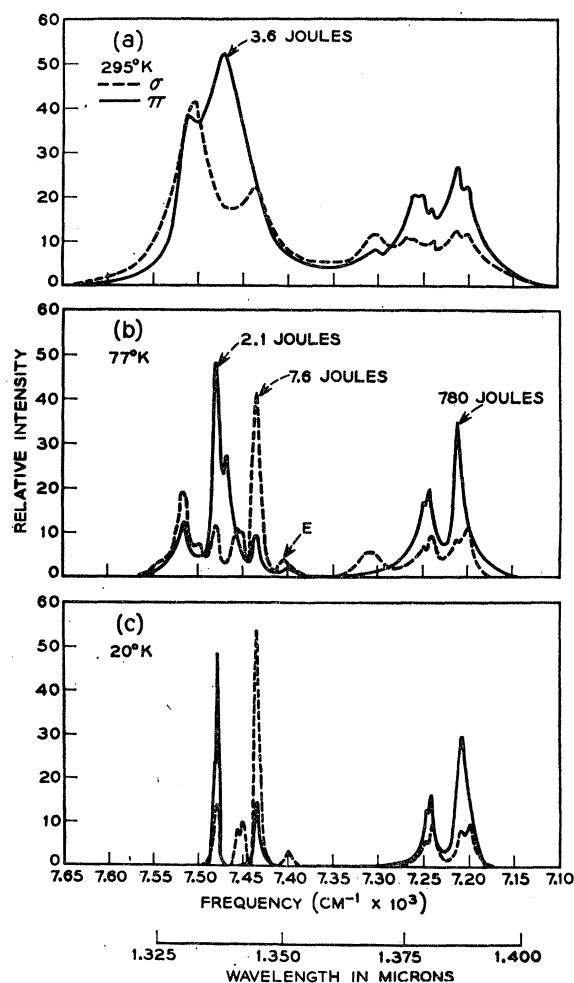 60
50
40
30
20
10
0
(a)
295°K
σ
π
3.6 JOULES
RELATIVE INTENSITY
60
50
40
30
20
10
0
(b)
77°K
2.1 JOULES
7.6 JOULES
780 JOULES
E
60
50
40
30
20
10
0
(c)
20°K
7.65 7.60 7.55 7.50 7.45 7.40 7.35 7.30 7.25 7.20 7.15 7.10
FREQUENCY (CM⁻¹ x 10³)
1.325 1.350 1.375 1.400
WAVELENGTH IN MICRONS